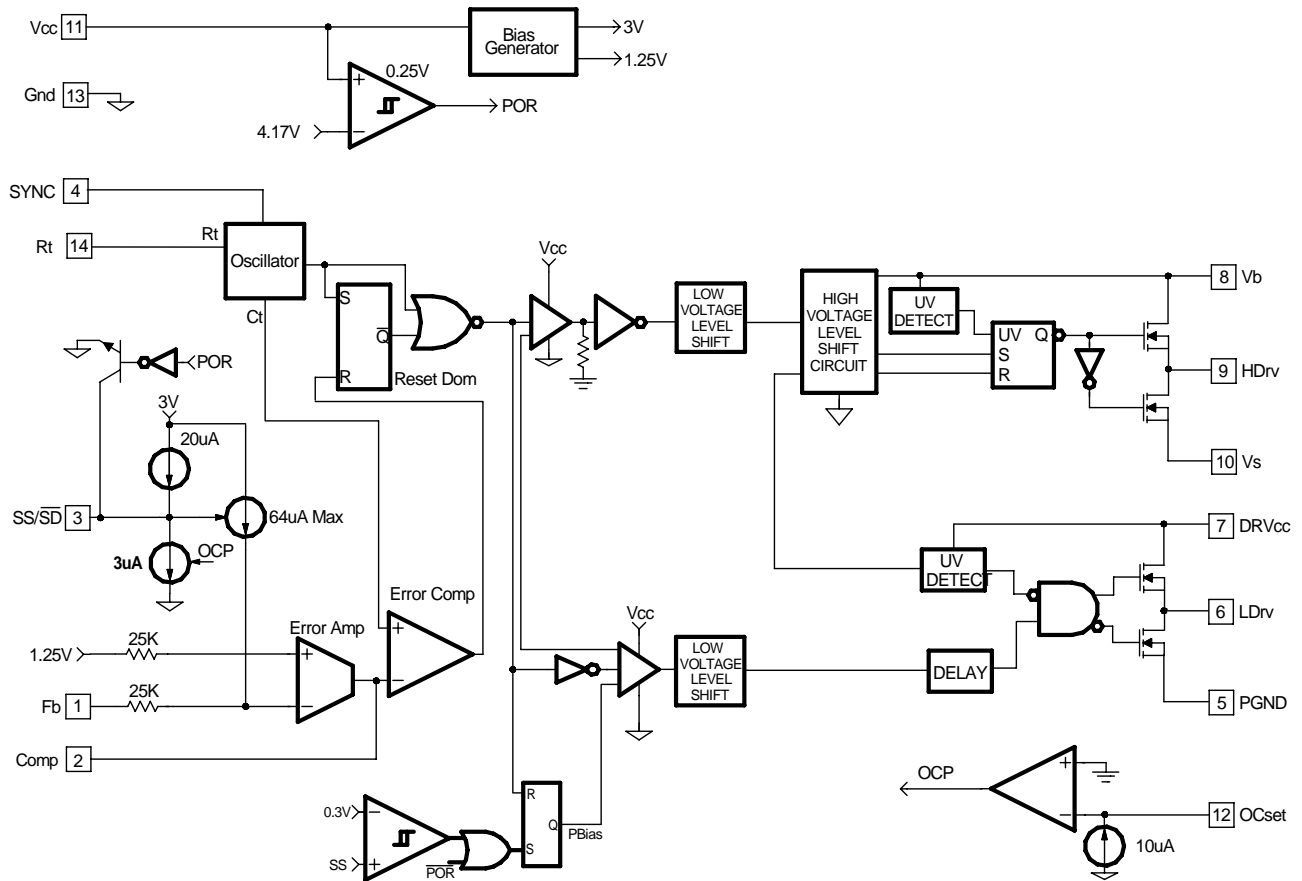 Vcc 11
Bias
Generator
3V
1.25V
0.25V
+
−
4.17V
POR
Gnd 13
SYNC 4
Rt 14
Rt
Oscillator
Ct
S
Q
R
Reset Dom
Vcc
LOW
VOLTAGE
LEVEL
SHIFT
HIGH
VOLTAGE
LEVEL
SHIFT
CIRCUIT
UV
DETECT
UV
S
R
Q
8 Vb
9 HDrv
10 Vs
POR
3V
20uA
64uA Max
SS/SD 3
3uA
OCP
Error Comp
+
−
Error Amp
+
−
1.25V
25K
Fb 1
25K
Comp 2
Vcc
LOW
VOLTAGE
LEVEL
SHIFT
UV
DETECT
DELAY
7 DRVcc
6 LDrv
5 PGND
0.3V
−
SS
+
POR
R
S
Q
PBias
OCP
+
−
12 OCset
10uA